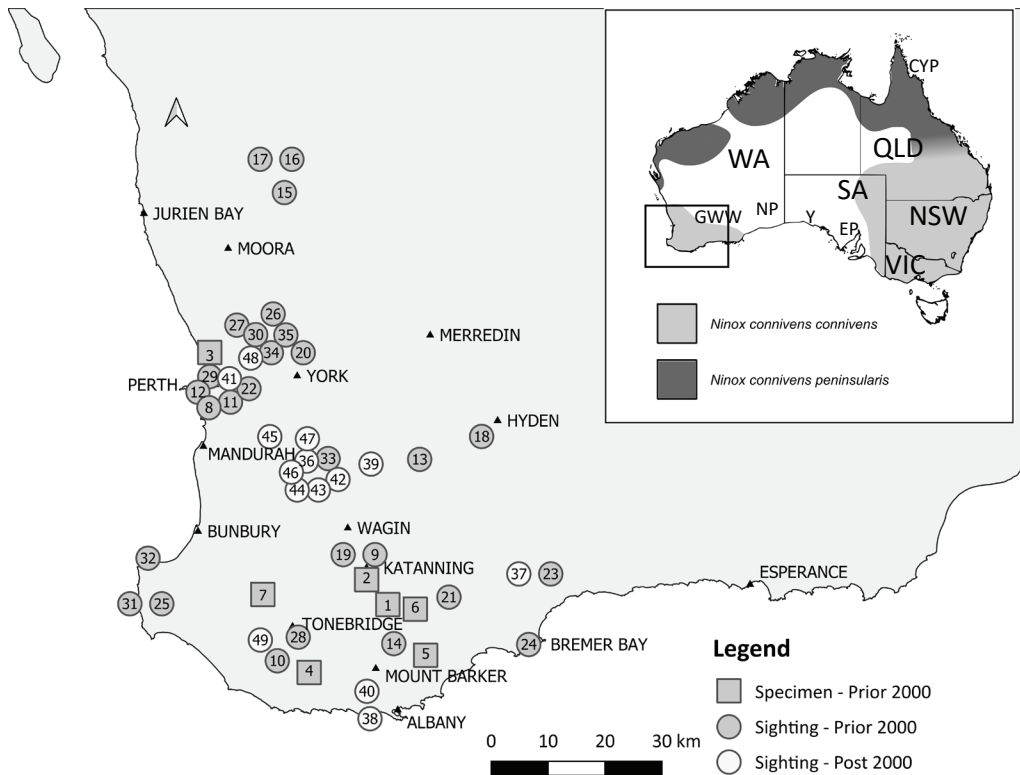 CYP
WA
QLD
SA
NSW
GWW
NP
Y
EP
VIC
Ninox connivens connivens
Ninox connivens peninsularis
17
16
15
JURIEN BAY
MOORA
26
27
30
35
MERREDIN
3
48
34
20
29
41
YORK
PERTH
12
22
8
11
HYDEN
45
47
18
MANDURAH
36
33
39
13
46
42
44
43
BUNBURY
WAGIN
32
19
9
KATANNING
2
37
23
ESPERANCE
31
25
7
1
6
21
TONEBRIDGE
49
28
14
24
BREMER BAY
10
4
5
MOUNT BARKER
40
38
ALBANY
Legend
Specimen - Prior 2000
Sighting - Prior 2000
Sighting - Post 2000
0 10 20 30 km